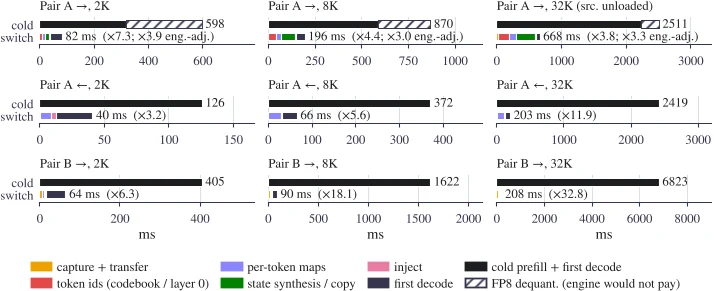 Pair A →, 2K
Pair A →, 8K
Pair A →, 32K (src. unloaded)
cold
598
870
2511
switch
82 ms (×7.3; ×3.9 eng.-adj.)
196 ms (×4.4; ×3.0 eng.-adj.)
668 ms (×3.8; ×3.3 eng.-adj.)
0 200 400 600
0 250 500 750 1000
0 1000 2000 3000
Pair A ←, 2K
Pair A ←, 8K
Pair A ←, 32K
cold
126
372
2419
switch
40 ms (×3.2)
66 ms (×5.6)
203 ms (×11.9)
0 50 100 150
0 100 200 300 400
0 1000 2000 3000
Pair B →, 2K
Pair B →, 8K
Pair B →, 32K
cold
405
1622
6823
switch
64 ms (×6.3)
90 ms (×18.1)
208 ms (×32.8)
0 200 400
0 500 1000 1500 2000
0 2000 4000 6000 8000
ms
ms
ms
capture + transfer
per-token maps
inject
cold prefill + first decode
token ids (codebook / layer 0)
state synthesis / copy
first decode
FP8 dequant. (engine would not pay)